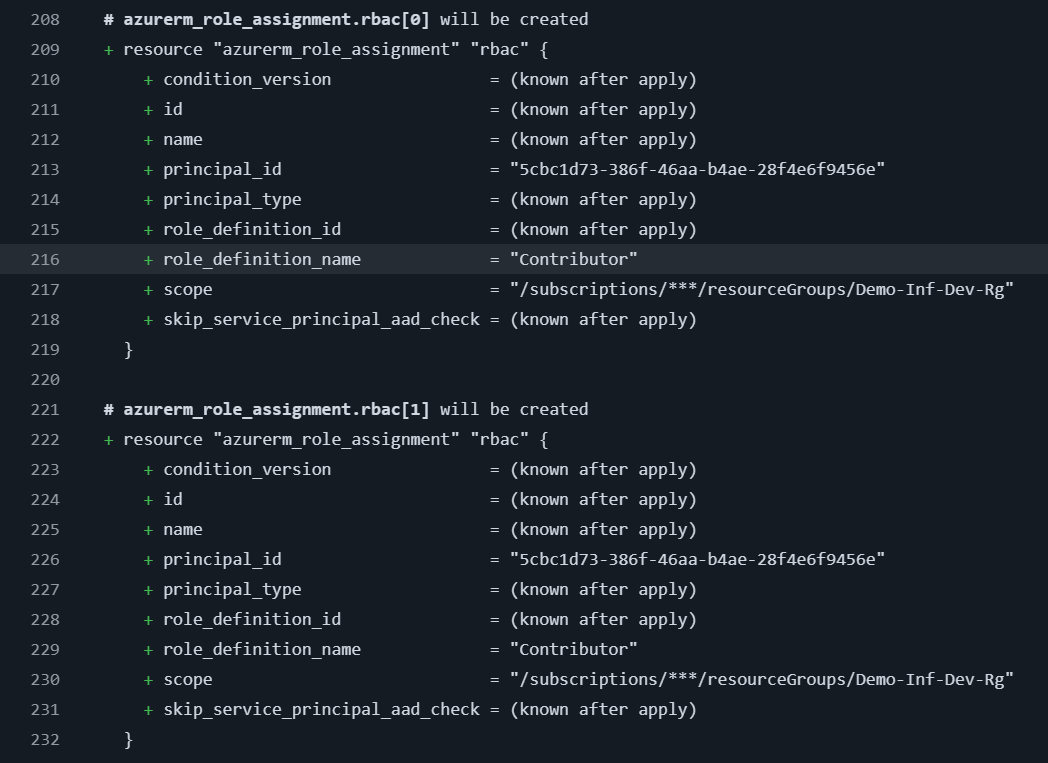 208 # azurerm_role_assignment.rbac[0] will be created
209 + resource "azurerm_role_assignment" "rbac" {
210 + condition_version = (known after apply)
211 + id = (known after apply)
212 + name = (known after apply)
213 + principal_id = "5cbc1d73-386f-46aa-b4ae-28f4e6f9456e"
214 + principal_type = (known after apply)
215 + role_definition_id = (known after apply)
216 + role_definition_name = "Contributor"
217 + scope = "/subscriptions/***/resourceGroups/Demo-Inf-Dev-Rg"
218 + skip_service_principal_aad_check = (known after apply)
219 }
220
221 # azurerm_role_assignment.rbac[1] will be created
222 + resource "azurerm_role_assignment" "rbac" {
223 + condition_version = (known after apply)
224 + id = (known after apply)
225 + name = (known after apply)
226 + principal_id = "5cbc1d73-386f-46aa-b4ae-28f4e6f9456e"
227 + principal_type = (known after apply)
228 + role_definition_id = (known after apply)
229 + role_definition_name = "Contributor"
230 + scope = "/subscriptions/***/resourceGroups/Demo-Inf-Dev-Rg"
231 + skip_service_principal_aad_check = (known after apply)
232 }